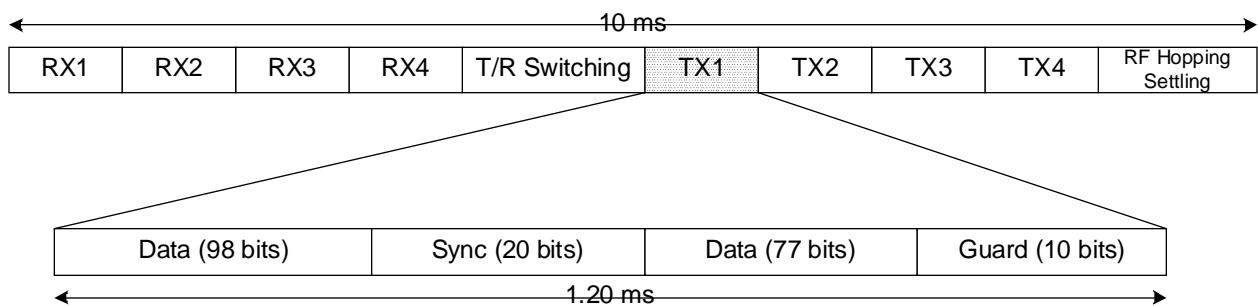 10 ms
RX1 RX2 RX3 RX4 T/R Switching TX1 TX2 TX3 TX4 RF Hopping
Settling
Data (98 bits) Sync (20 bits) Data (77 bits) Guard (10 bits)
1.20 ms